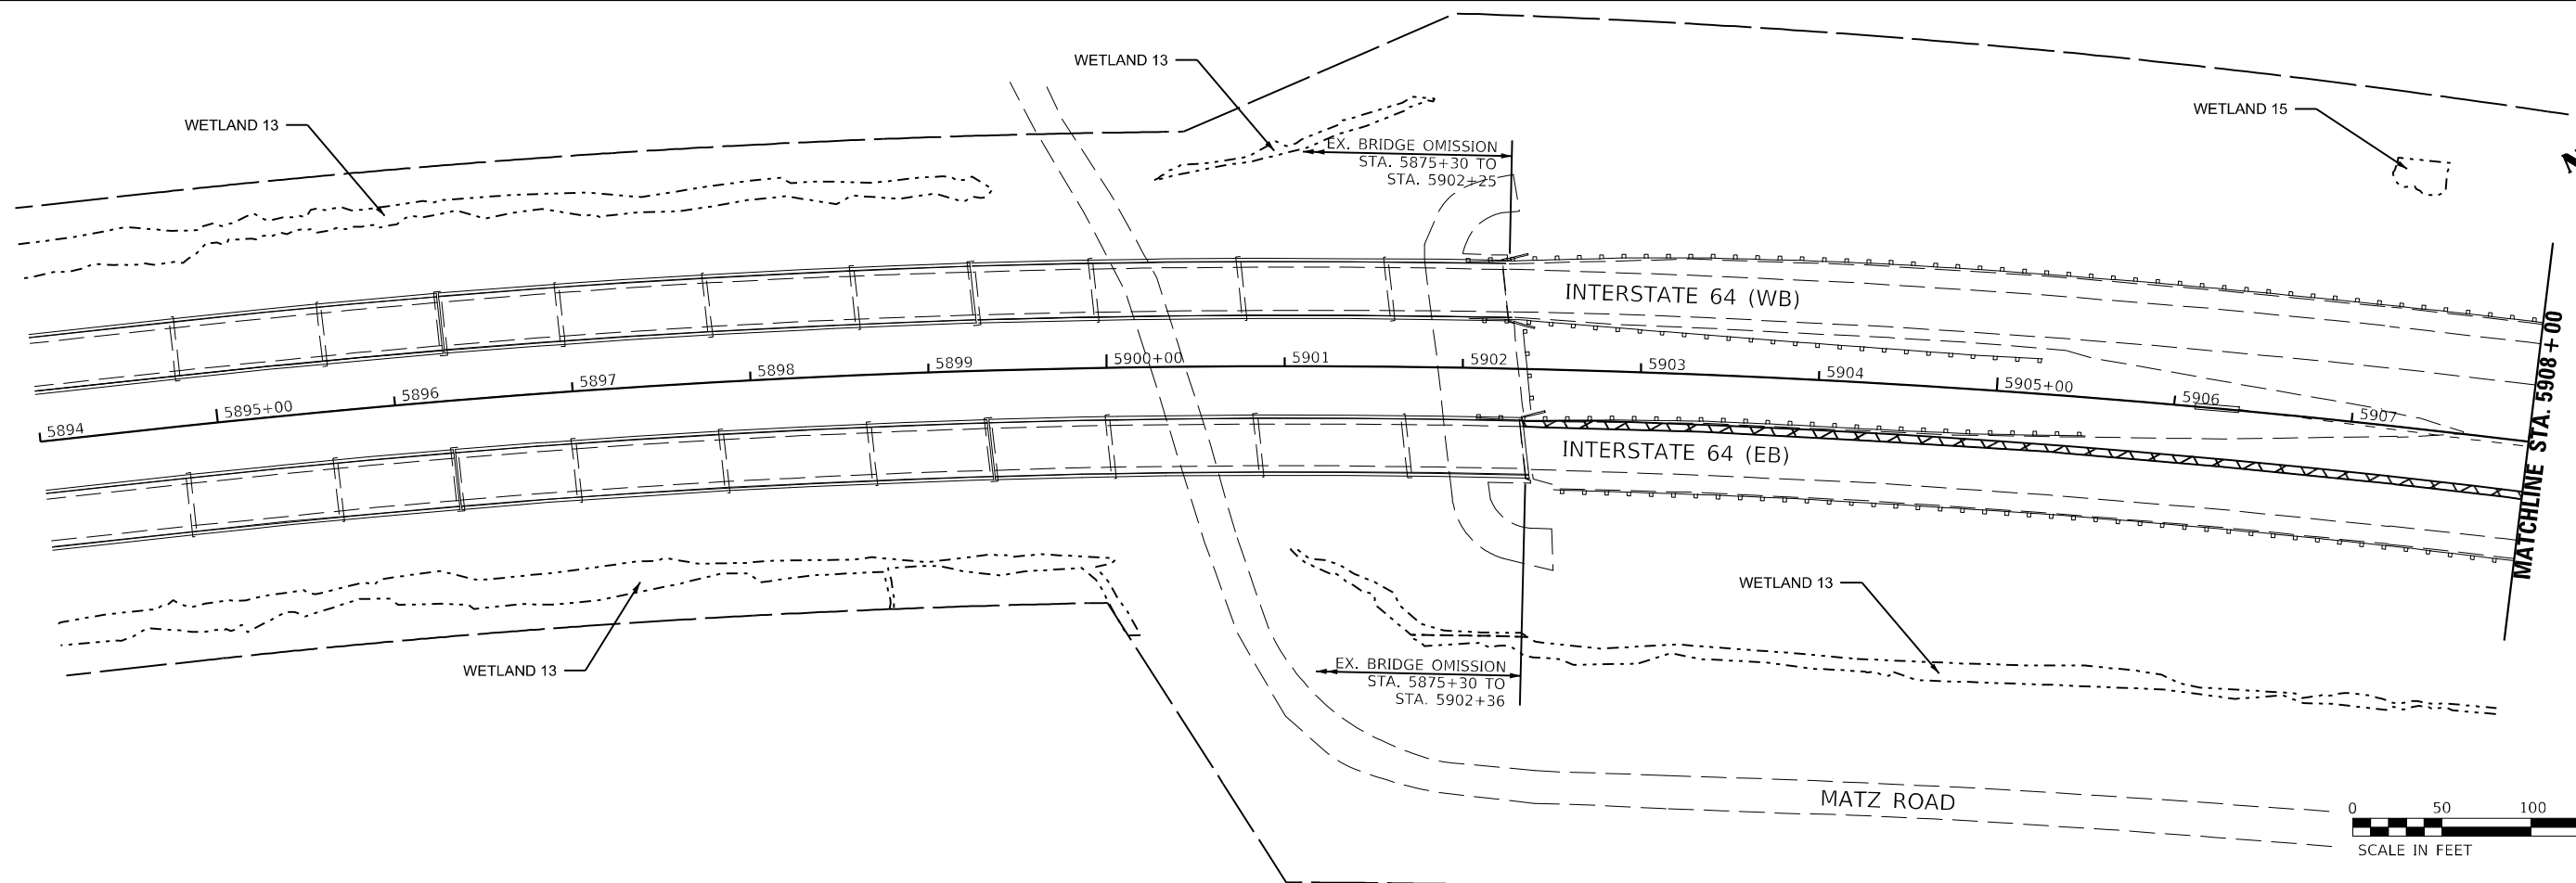 WETLAND 13
WETLAND 13
WETLAND 15
EX. BRIDGE OMISSION
STA. 5875+30 TO
STA. 5902+25
INTERSTATE 64 (WB)
5894
5895+00
5896
5897
5898
5899
5900+00
5901
5902
5903
5904
5905+00
5906
5907
INTERSTATE 64 (EB)
MATCHLINE STA. 5908+00
WETLAND 13
WETLAND 13
EX. BRIDGE OMISSION
STA. 5875+30 TO
STA. 5902+36
MATZ ROAD
0 50 100
SCALE IN FEET